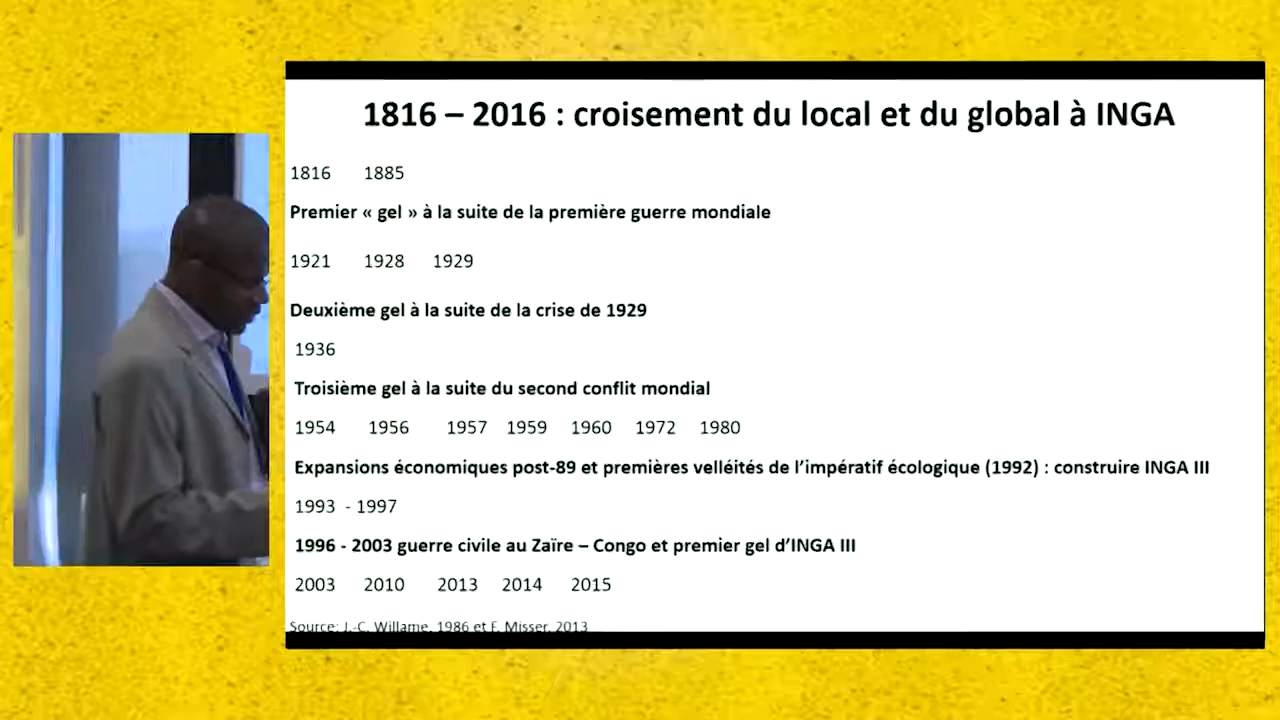 1816 – 2016 : croisement du local et du global à INGA
1816 1885
Premier « gel » à la suite de la première guerre mondiale
1921 1928 1929
Deuxième gel à la suite de la crise de 1929
1936
Troisième gel à la suite du second conflit mondial
1954 1956 1957 1959 1960 1972 1980
Expansions économiques post-89 et premières velléités de l’impératif écologique (1992) : construire INGA III
1993 - 1997
1996 - 2003 guerre civile au Zaïre – Congo et premier gel d’INGA III
2003 2010 2013 2014 2015
Source: J.-C. Willame, 1986 et F. Misser, 2013